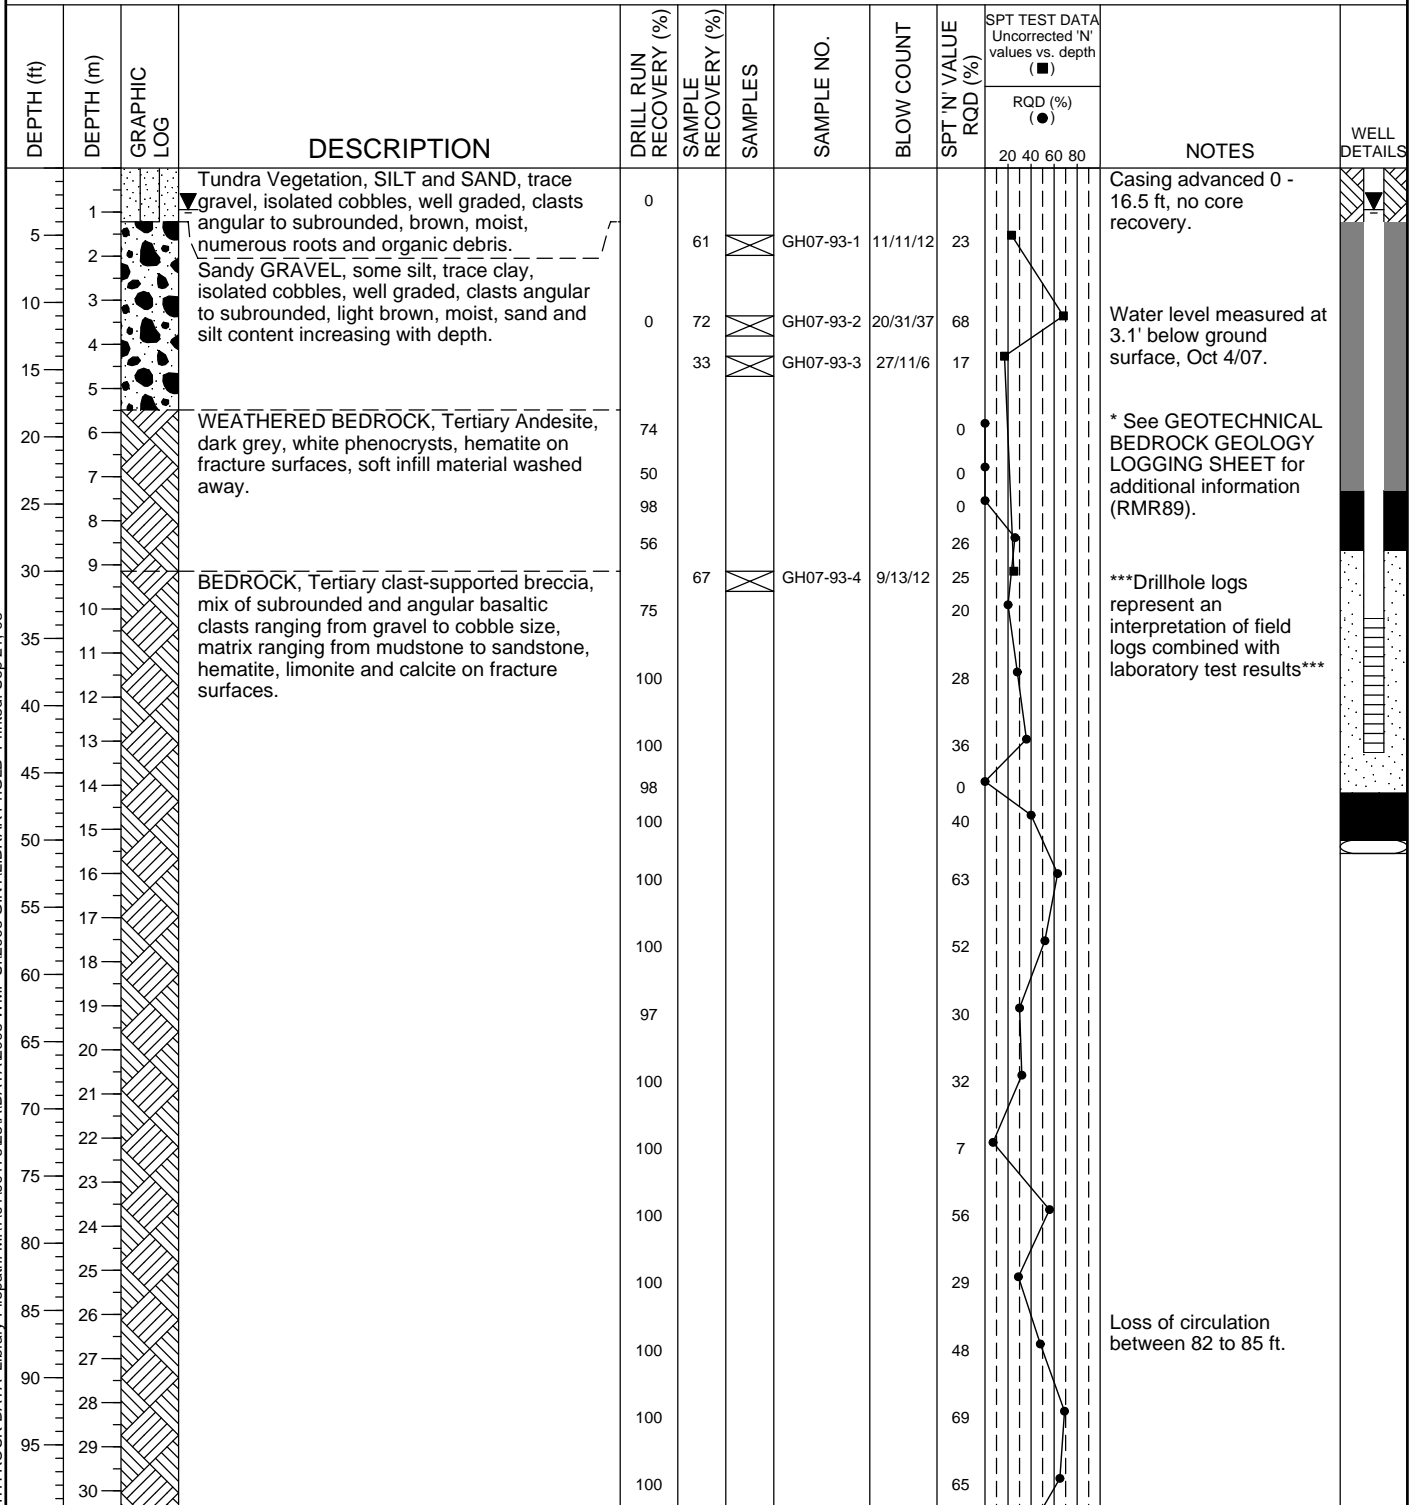 DEPTH (ft)
DEPTH (m)
GRAPHIC
LOG
DESCRIPTION
DRILL RUN
RECOVERY (%)
SAMPLE
RECOVERY (%)
SAMPLES
SAMPLE NO.
BLOW COUNT
SPT 'N' VALUE
RQD (%)
SPT TEST DATA
Uncorrected 'N'
values vs. depth
(■)
RQD (%)
(●)
20 40 60 80
NOTES
WELL
DETAILS
Tundra Vegetation, SILT and SAND, trace
gravel, isolated cobbles, well graded, clasts
angular to subrounded, brown, moist,
numerous roots and organic debris.
Sandy GRAVEL, some silt, trace clay,
isolated cobbles, well graded, clasts angular
to subrounded, light brown, moist, sand and
silt content increasing with depth.
WEATHERED BEDROCK, Tertiary Andesite,
dark grey, white phenocrysts, hematite on
fracture surfaces, soft infill material washed
away.
BEDROCK, Tertiary clast-supported breccia,
mix of subrounded and angular basaltic
clasts ranging from gravel to cobble size,
matrix ranging from mudstone to sandstone,
hematite, limonite and calcite on fracture
surfaces.
0
61 GH07-93-1 11/11/12 23
0 72 GH07-93-2 20/31/37 68
33 GH07-93-3 27/11/6 17
74 0
50 0
98 0
56 26
67 GH07-93-4 9/13/12 25
75 20
100 28
100 36
98 0
100 40
100 63
100 52
97 30
100 32
100 7
100 56
100 29
100 48
100 69
100 65
Casing advanced 0 -
16.5 ft, no core
recovery.
Water level measured at
3.1' below ground
surface, Oct 4/07.
* See GEOTECHNICAL
BEDROCK GEOLOGY
LOGGING SHEET for
additional information
(RMR89).
***Drillhole logs
represent an
interpretation of field
logs combined with
laboratory test results***
Loss of circulation
between 82 to 85 ft.
5
10
15
20
25
30
35
40
45
50
55
60
65
70
75
80
85
90
95
1
2
3
4
5
6
7
8
9
10
11
12
13
14
15
16
17
18
19
20
21
22
23
24
25
26
27
28
29
30